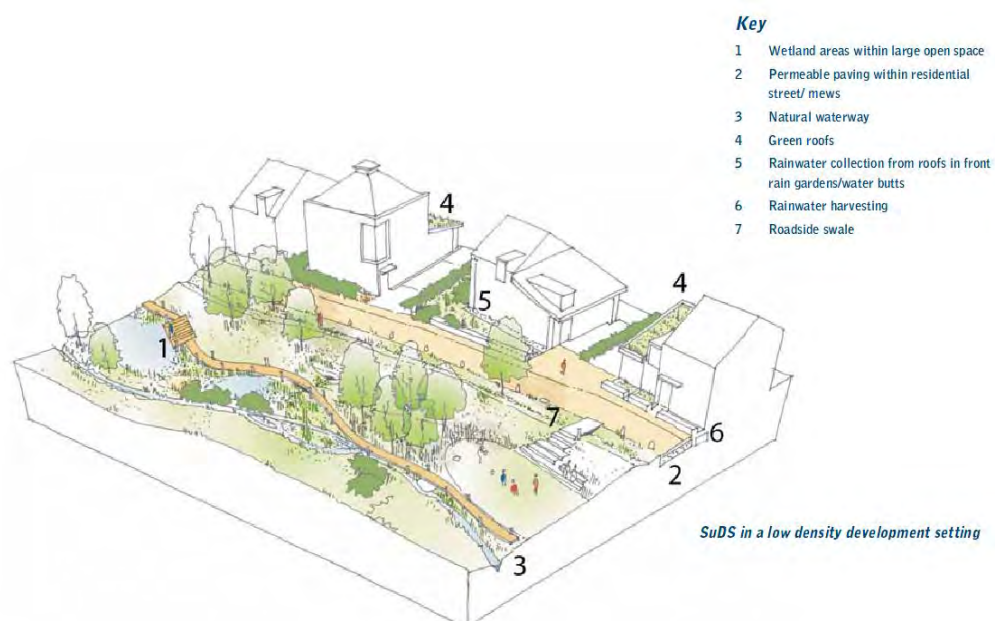 Key
1 Wetland areas within large open space
2 Permeable paving within residential
street/ mews
3 Natural waterway
4 Green roofs
5 Rainwater collection from roofs in front
rain gardens/water butts
6 Rainwater harvesting
7 Roadside swale
4
4
5
1
7
6
2
SuDS in a low density development setting
3